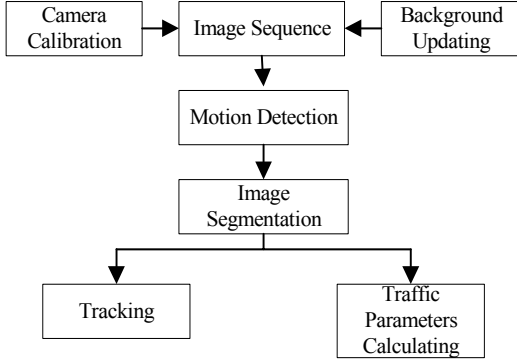 Camera
Calibration
Image Sequence
Background
Updating
Motion Detection
Image
Segmentation
Tracking
Traffic
Parameters
Calculating